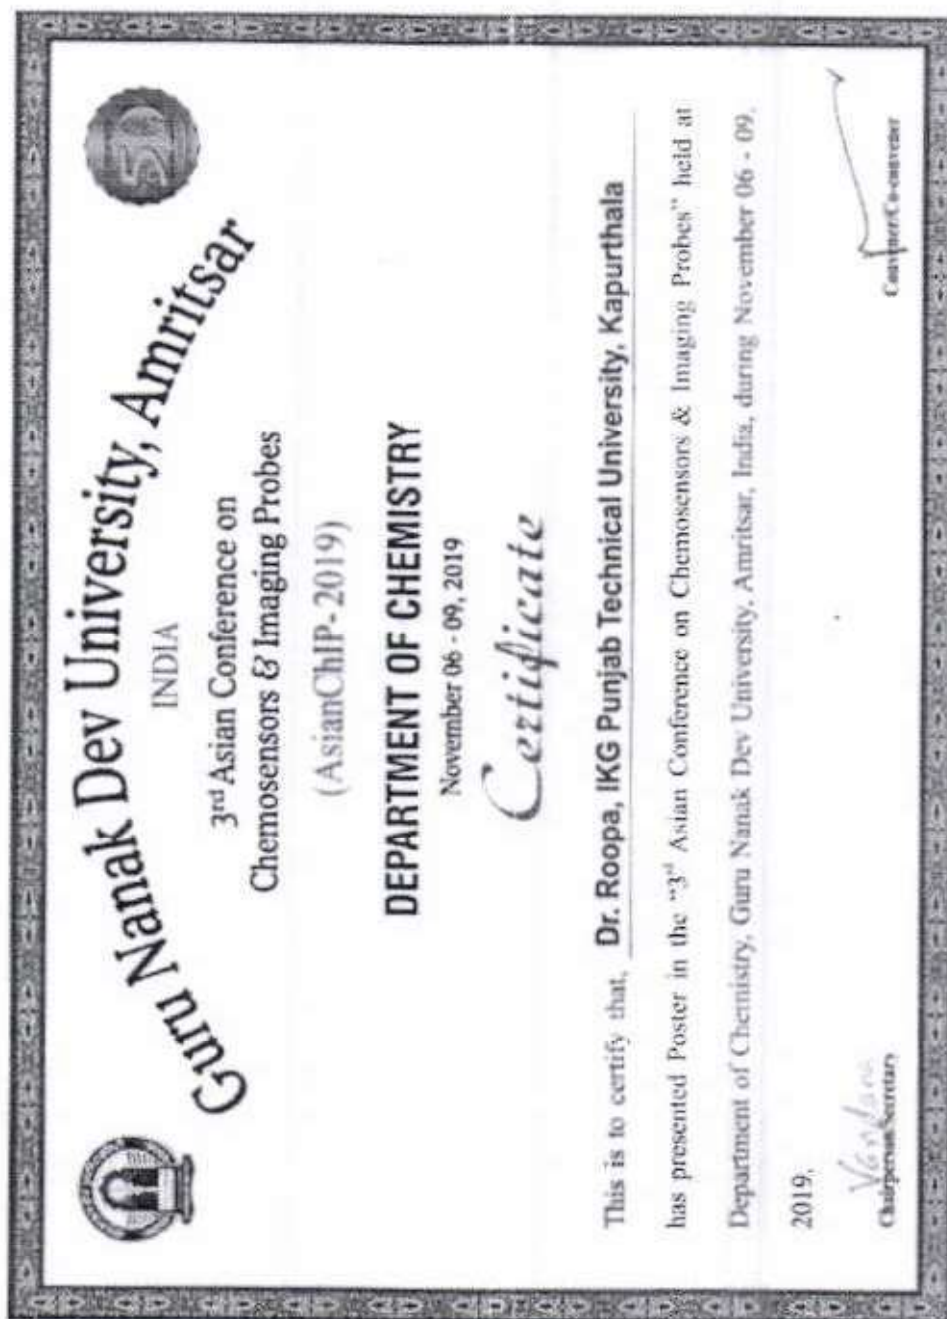 Guru Nanak Dev University, Amritsar
INDIA
50
3rd Asian Conference on
Chemosensors & Imaging Probes
(AsianChIP-2019)
DEPARTMENT OF CHEMISTRY
November 06 - 09, 2019
Certificate
This is to certify that, Dr. Roopa, IKG Punjab Technical University, Kapurthala
has presented Poster in the "3rd Asian Conference on Chemosensors & Imaging Probes" held at
Department of Chemistry, Guru Nanak Dev University, Amritsar, India, during November 06 - 09,
2019.
Chairperson/Secretary
Convener/Co-convener